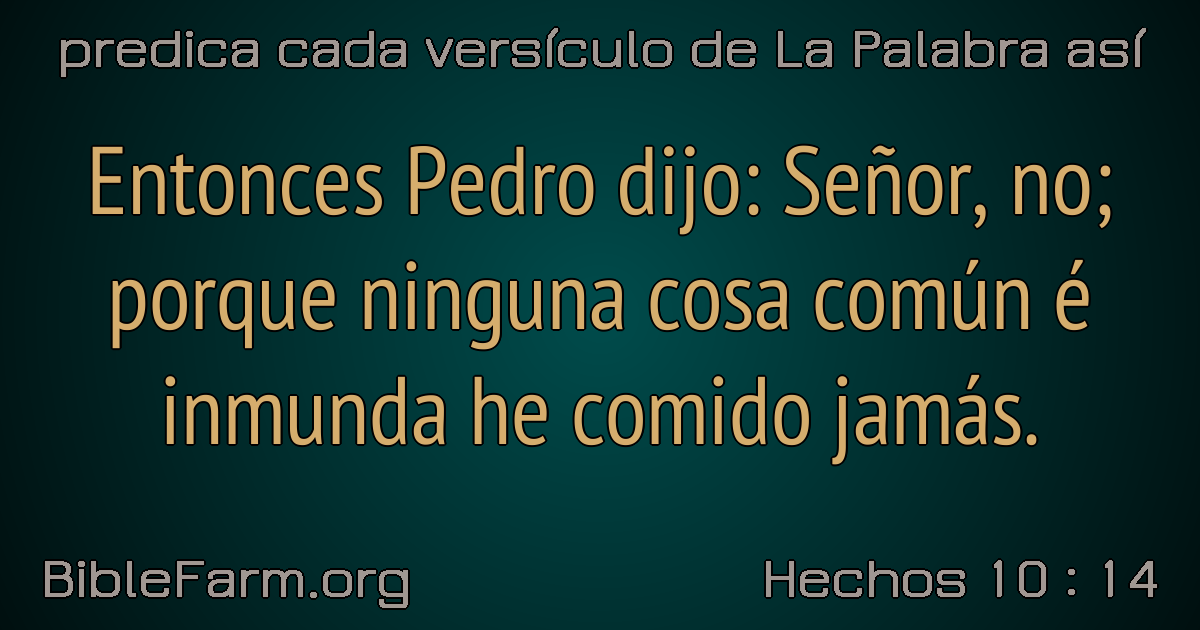 predica cada versículo de La Palabra así
Entonces Pedro dijo: Señor, no;
porque ninguna cosa común é
inmunda he comido jamás.
BibleFarm.org
Hechos 10 : 14